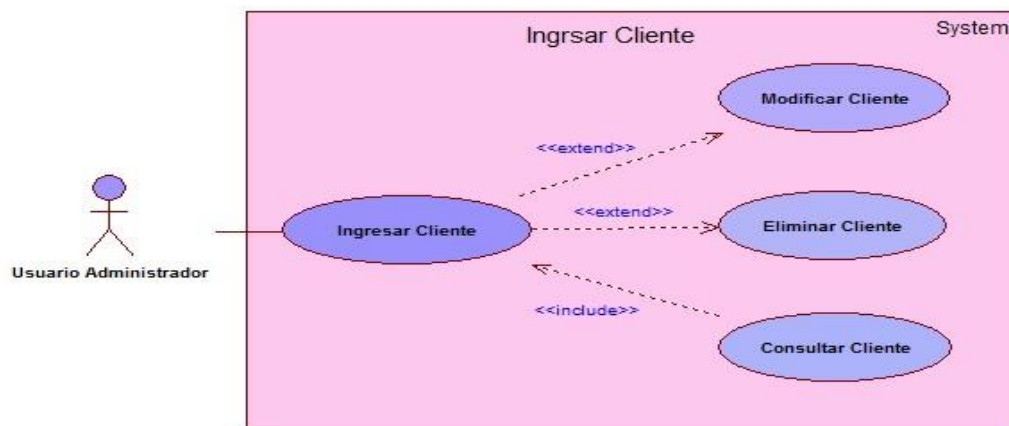 System
Ingrsar Cliente
Modificar Cliente
<<extend>>
<<extend>>
Ingresar Cliente
Eliminar Cliente
Usuario Administrador
<<include>>
Consultar Cliente